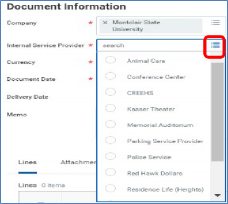 Document Information
Company * × Montclair State University
Internal Service Provider * search
Currency *
Document Date *
Delivery Date
Memo
Animal Care
Conference Center
CREEHS
Kasser Theater
Memorial Auditorium
Parking Service Provider
Police Service
Red Hawk Dollars
Residence Life (Heights)
Lines Attachmen
Lines 0 items